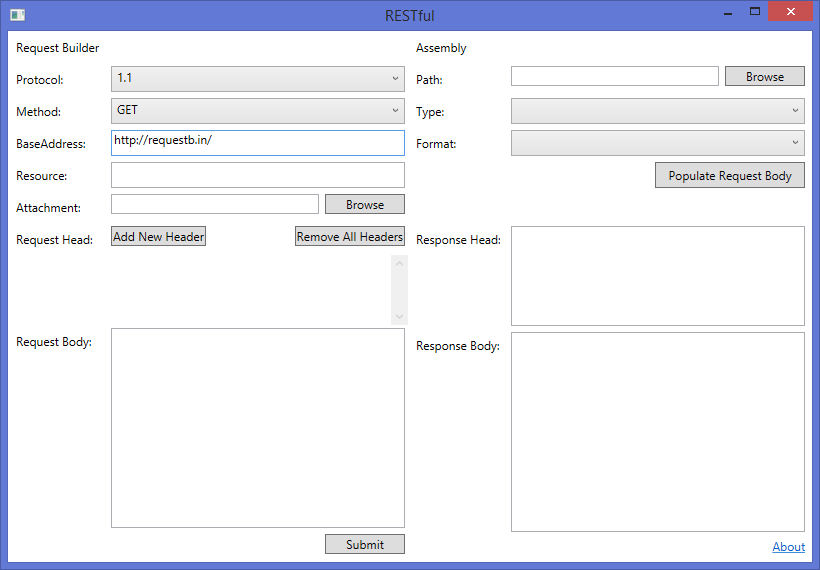 RESTful
Request Builder
Protocol: 1.1
Method: GET
BaseAddress: http://requestb.in/
Resource:
Attachment: Browse
Request Head: Add New Header Remove All Headers
Request Body:
Submit
Assembly
Path: Browse
Type:
Format:
Populate Request Body
Response Head:
Response Body:
About